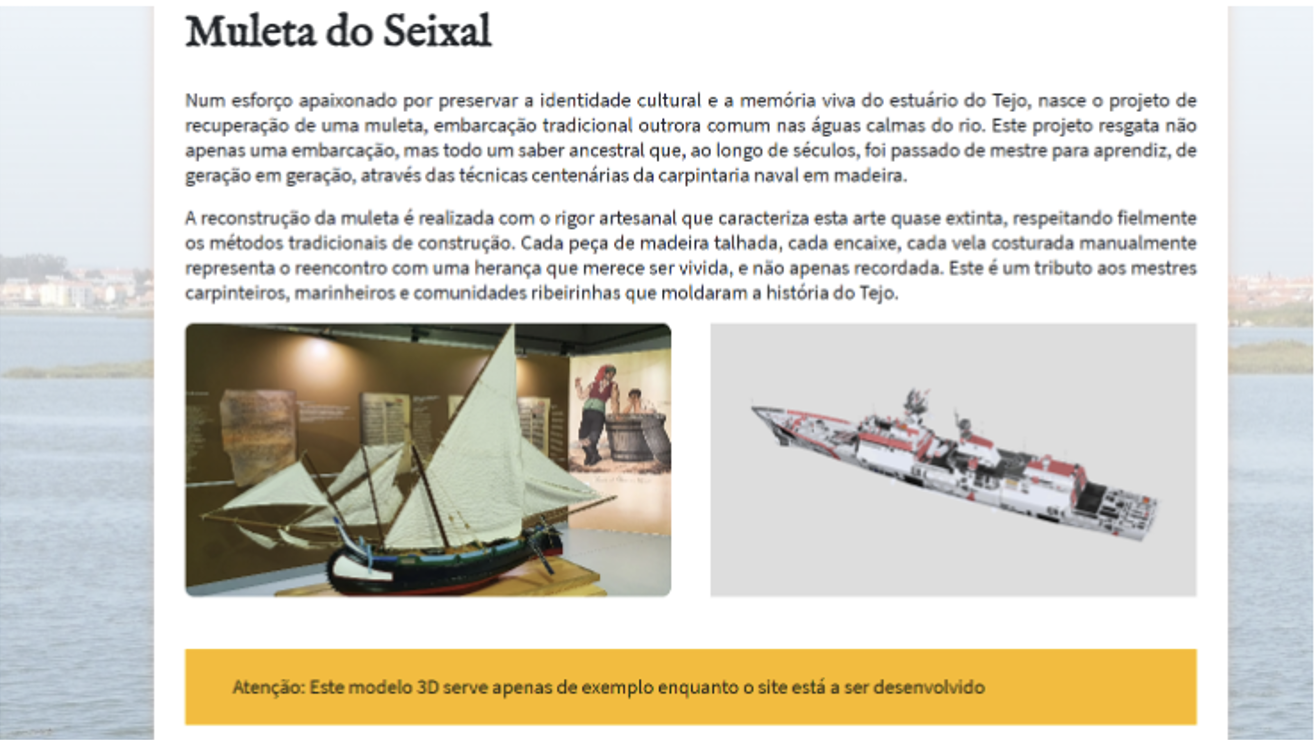 Muleta do Seixal
Num esforço apaixonado por preservar a identidade cultural e a memória viva do estuário do Tejo, nasce o projeto de
recuperação de uma muleta, embarcação tradicional outrora comum nas águas calmas do rio. Este projeto resgata não
apenas uma embarcação, mas todo um saber ancestral que, ao longo de séculos, foi passado de mestre para aprendiz, de
geração em geração, através das técnicas centenárias da carpintaria naval em madeira.
A reconstrução da muleta é realizada com o rigor artesanal que caracteriza esta arte quase extinta, respeitando fielmente
os métodos tradicionais de construção. Cada peça de madeira talhada, cada encaixe, cada vela costurada manualmente
representa o reencontro com uma herança que merece ser vivida, e não apenas recordada. Este é um tributo aos mestres
carpinteiros, marinheiros e comunidades ribeirinhas que moldaram a história do Tejo.
Atenção: Este modelo 3D serve apenas de exemplo enquanto o site está a ser desenvolvido